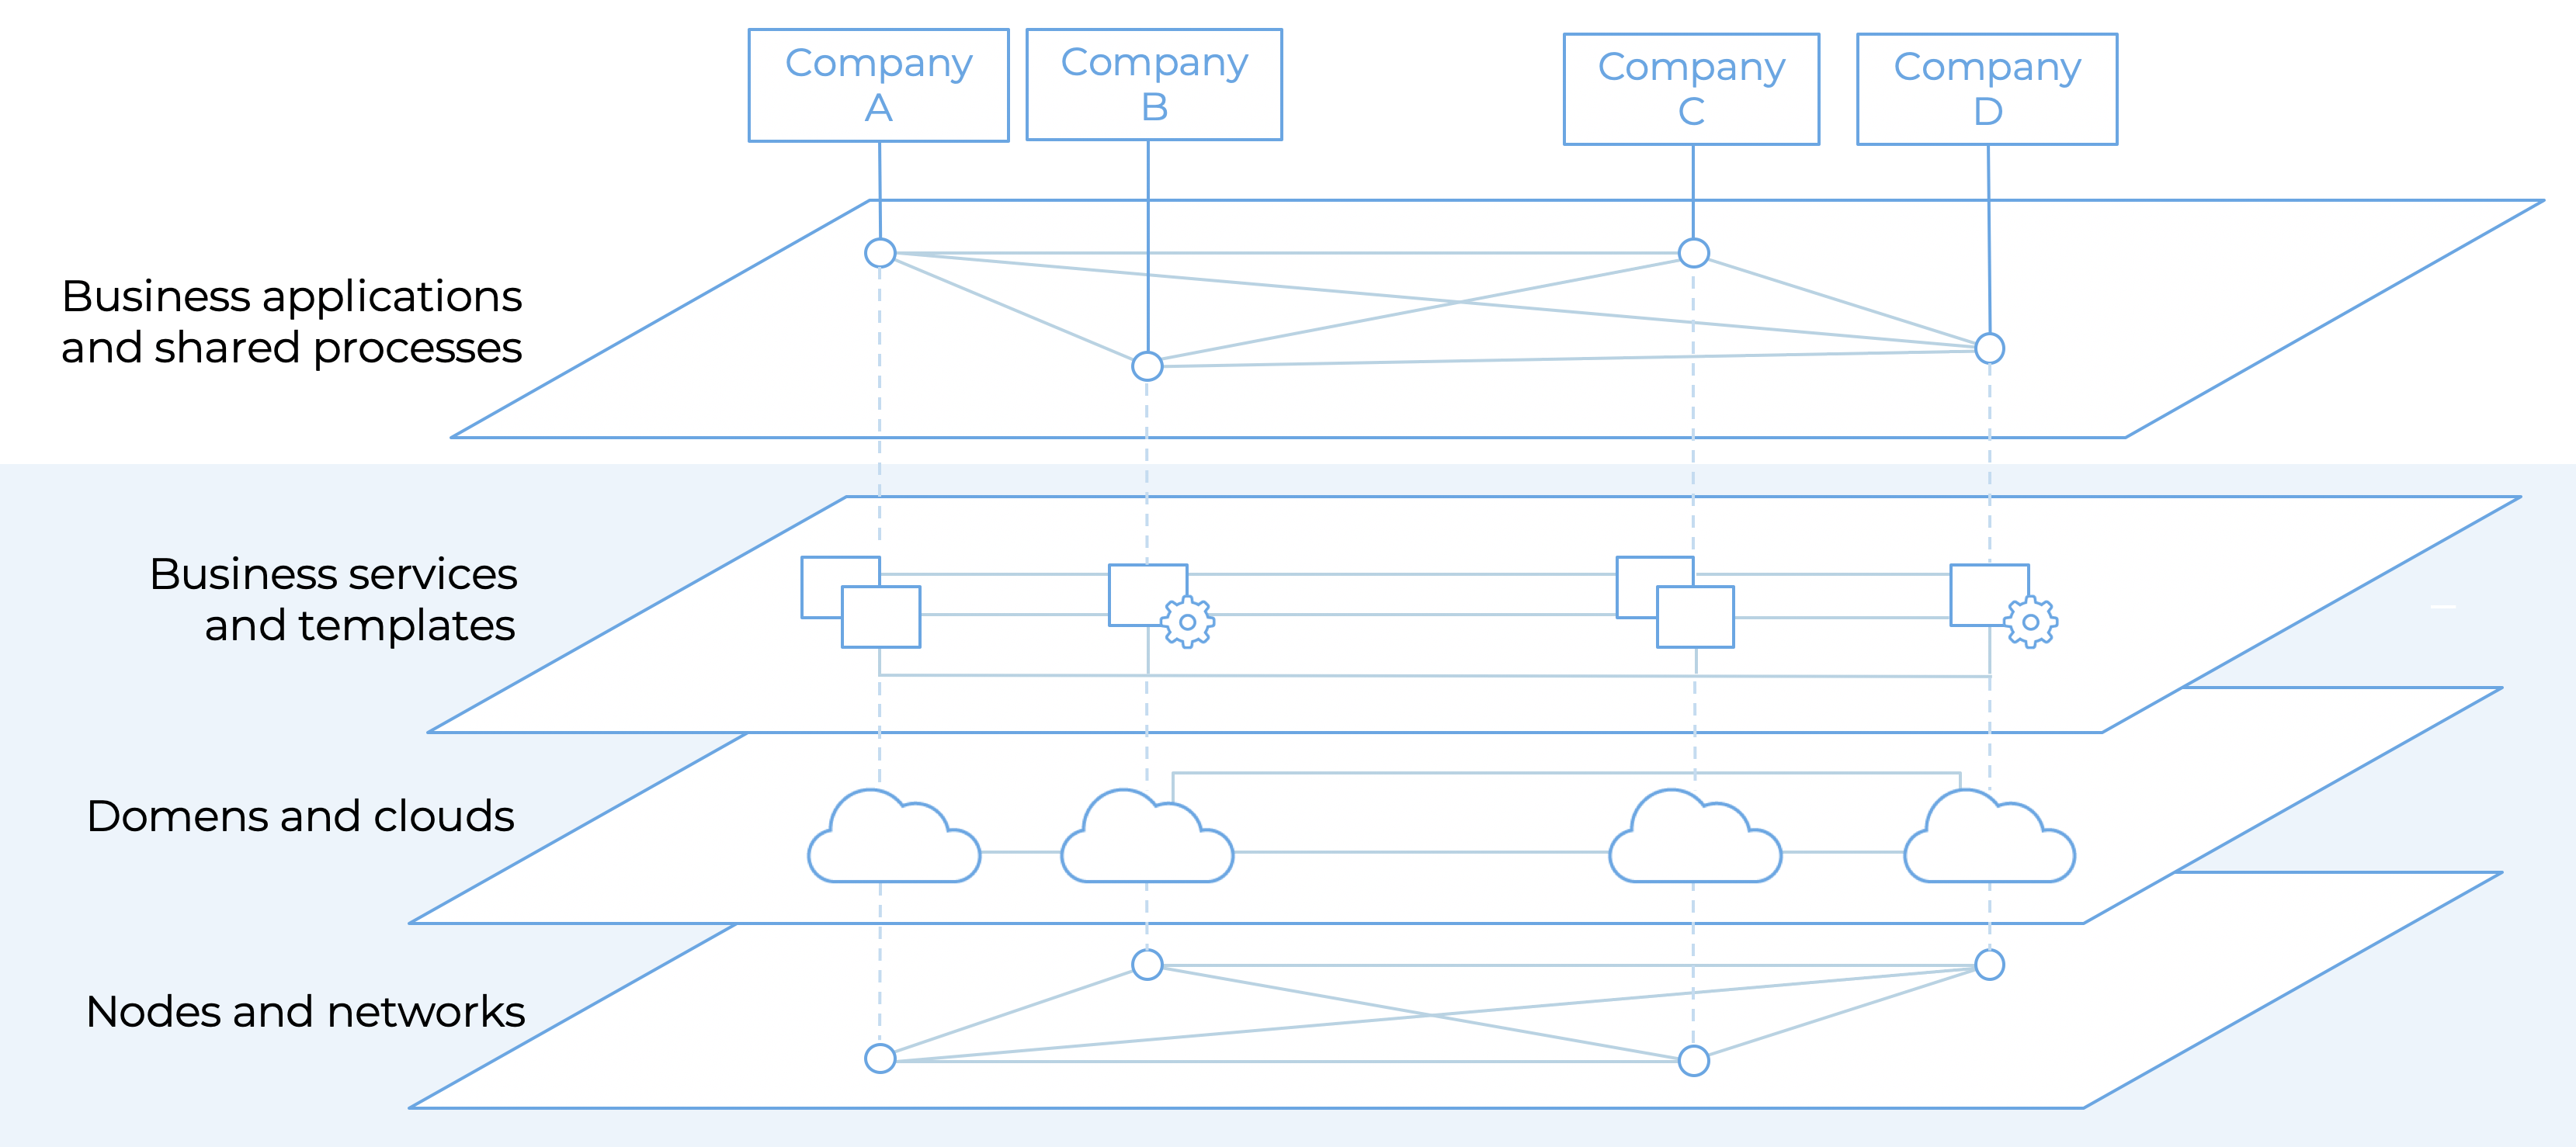 Company
A
Company
B
Company
C
Company
D
Business applications
and shared processes
Business services
and templates
Domens and clouds
Nodes and networks